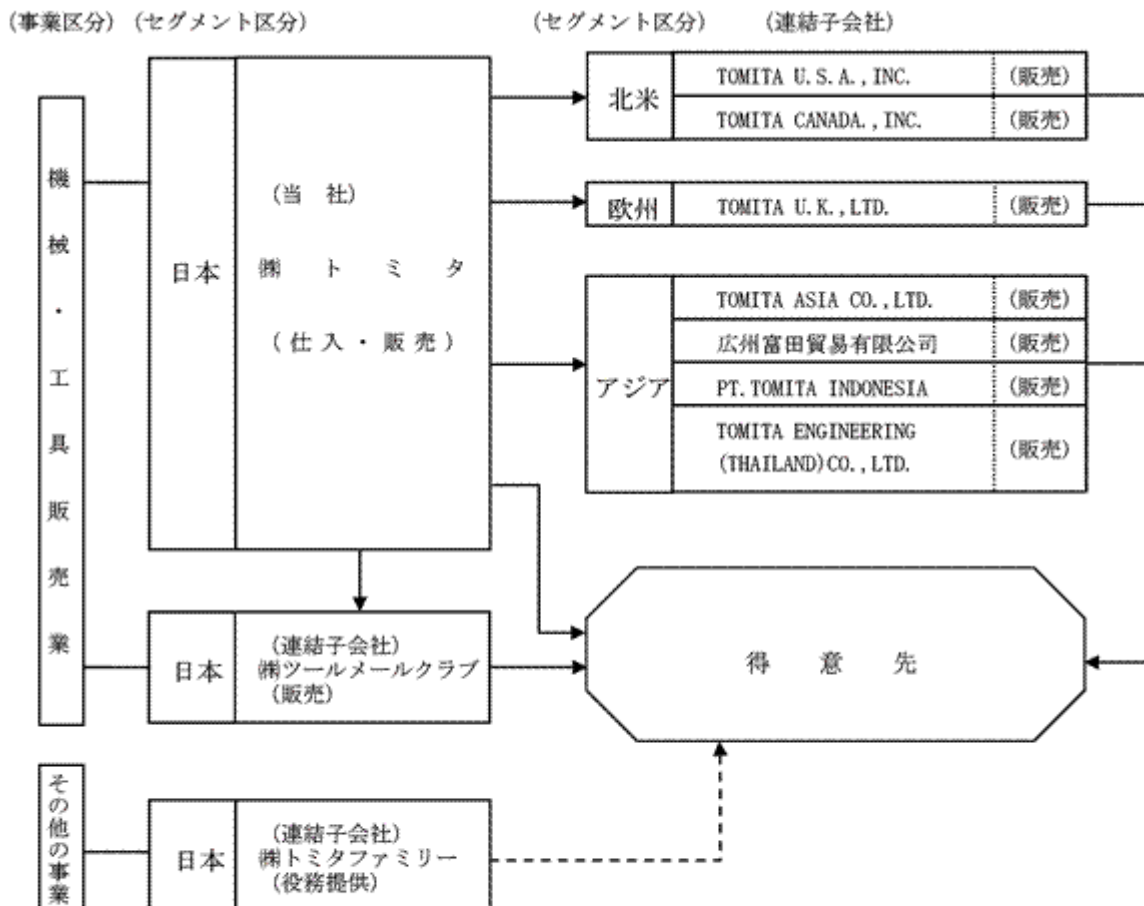 (事業区分) (セグメント区分) (セグメント区分) (連結子会社)
機械・工具販売業
日本
(当 社)
㈱ ト ミ タ
(仕入・販売)
北米
TOMITA U.S.A.,INC. (販売)
TOMITA CANADA.,INC. (販売)
欧州
TOMITA U.K.,LTD. (販売)
アジア
TOMITA ASIA CO.,LTD. (販売)
広州富田貿易有限公司 (販売)
PT.TOMITA INDONESIA (販売)
TOMITA ENGINEERING
(THAILAND)CO.,LTD. (販売)
日本
(連結子会社)
㈱ツールメールクラブ
(販売)
得 意 先
その他の事業
日本
(連結子会社)
㈱トミタファミリー
(役務提供)